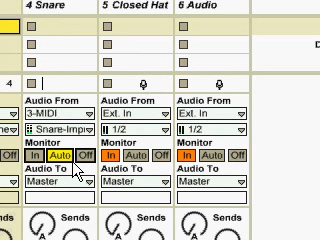 4 Snare 5 Closed Hat 6 Audio
4
Audio From Audio From Audio From
3-MIDI Ext. In Ext. In
Snare-Impu 1/2 1/2
Monitor Monitor Monitor
Off In Auto Off In Auto Off In Auto Off
Audio To Audio To Audio To
Master Master Master
Sends Sends Sends
A A A